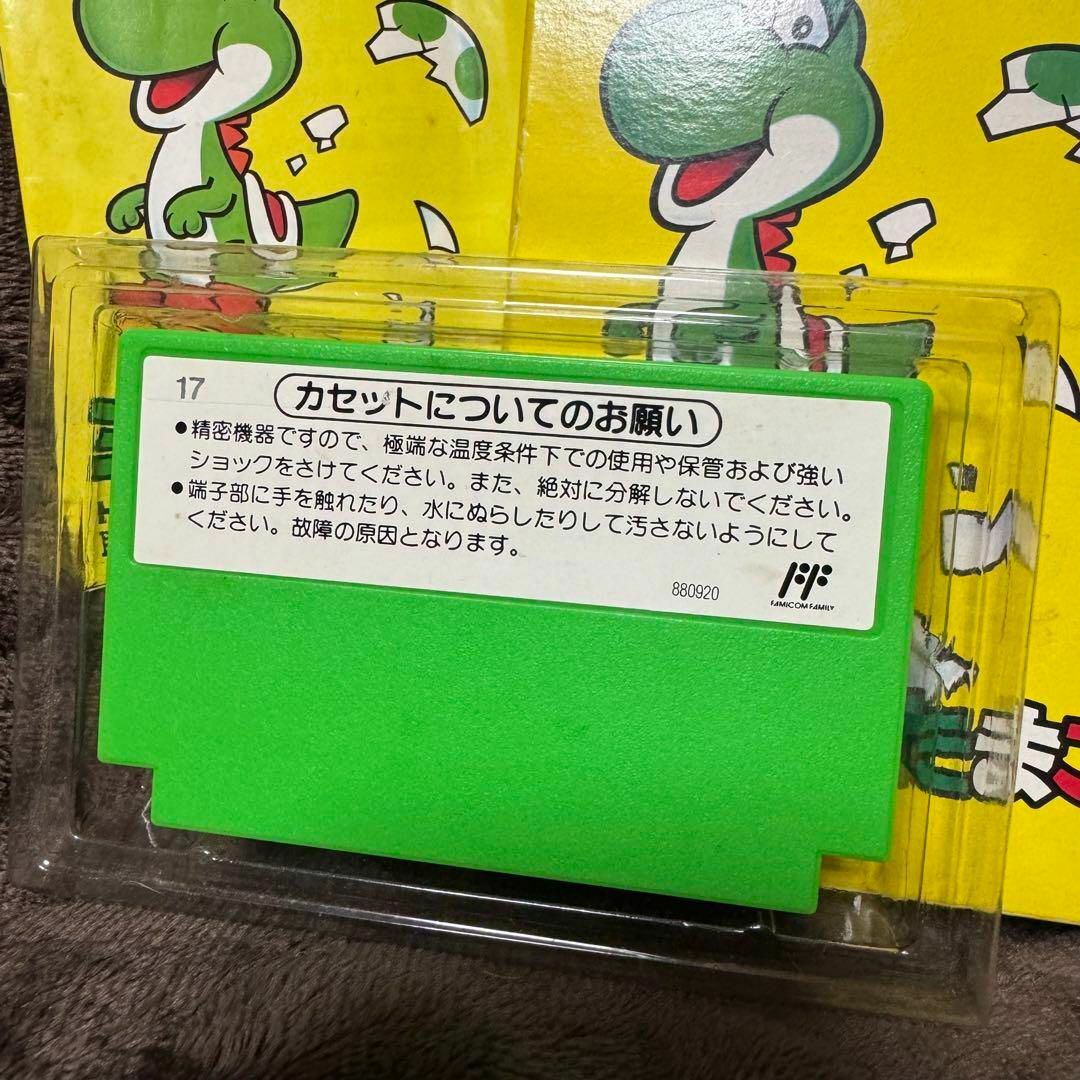 17
カセットについてのお願い
●精密機器ですので、極端な温度条件下での使用や保管および強い
ショックをさけてください。また、絶対に分解しないでください。
●端子部に手を触れたり、水にぬらしたりして汚さないようにして
ください。故障の原因となります。
880920
FF
FAMICOM FAMILY
たまご